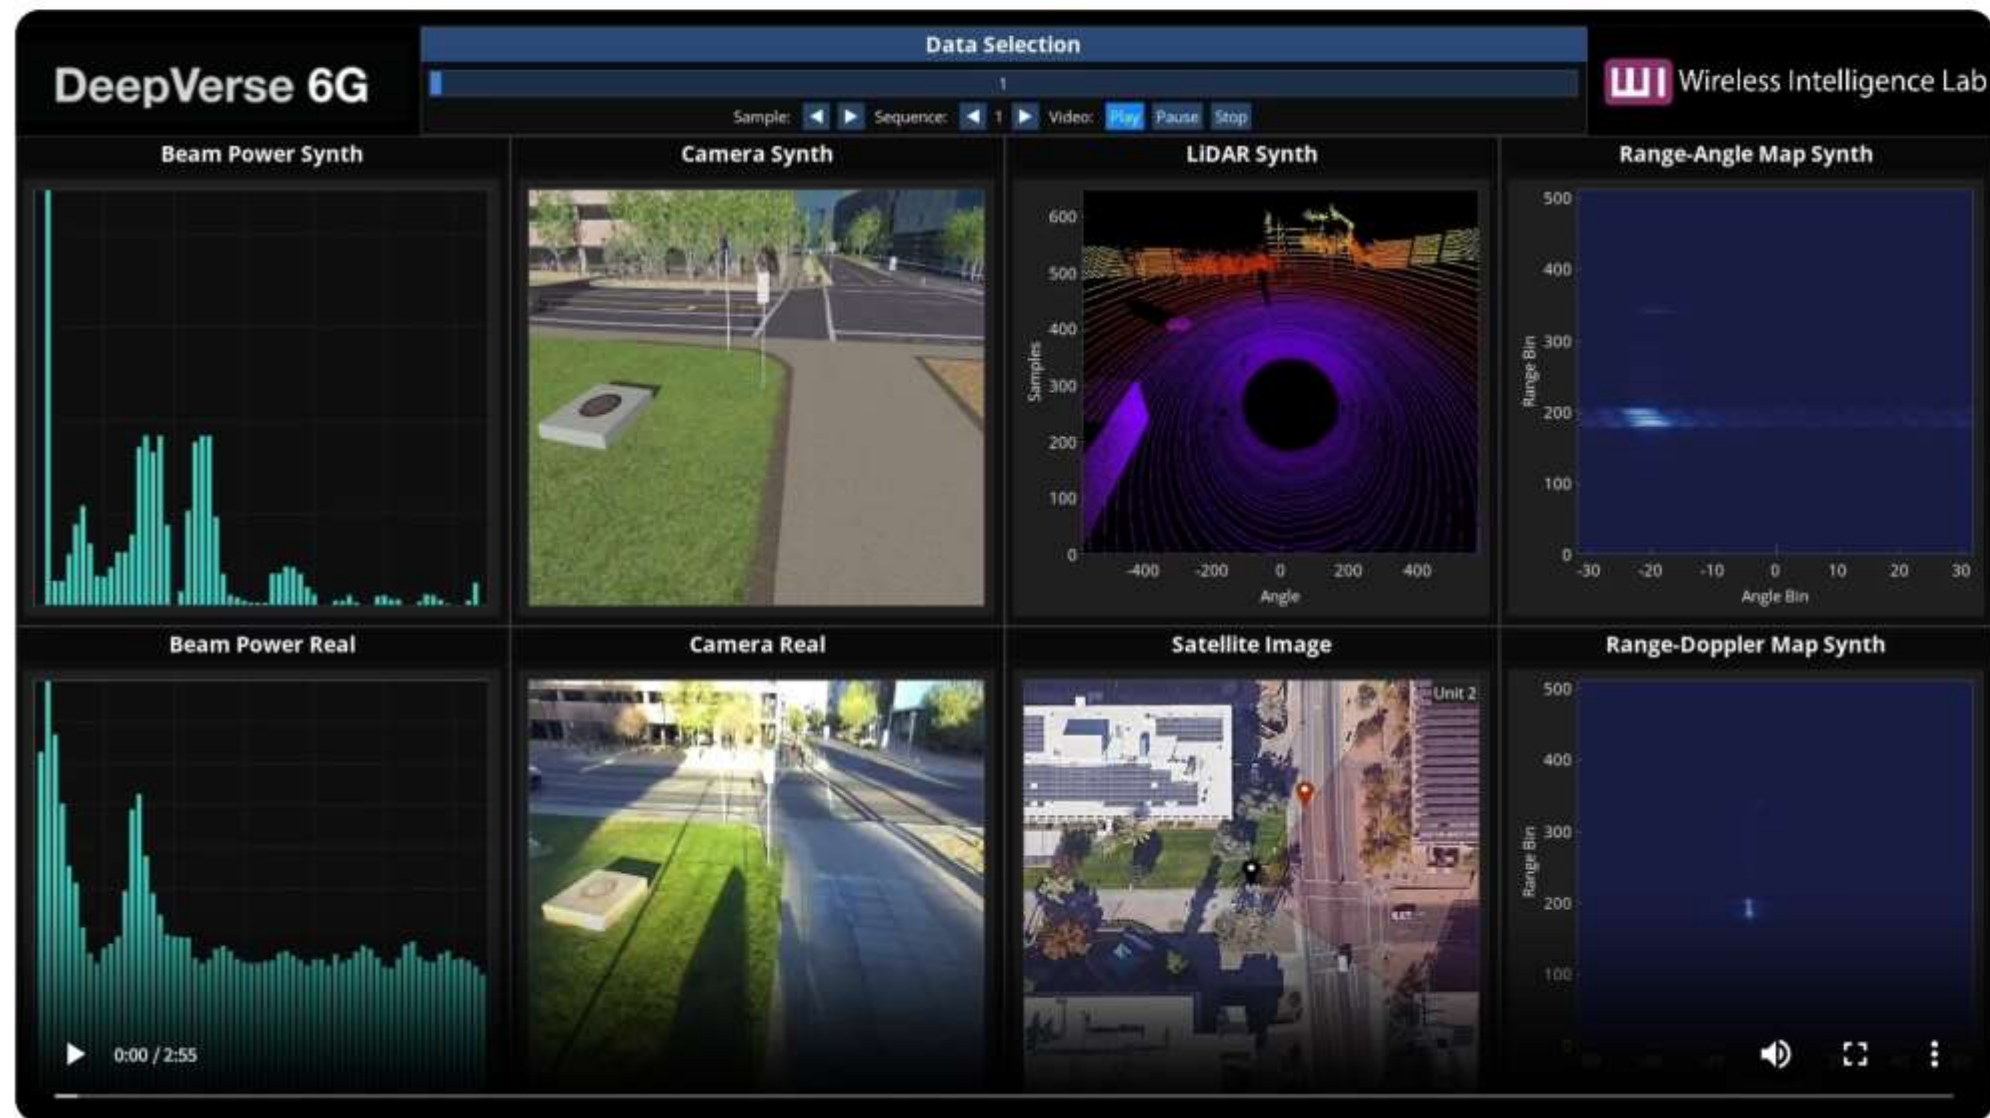 DeepVerse 6G
Data Selection
1
Sample: Sequence: 1 Video: Play Pause Stop
Wireless Intelligence Lab
Beam Power Synth
Camera Synth
LiDAR Synth
Samples
600
500
400
300
200
100
0
-400 -200 0 200 400
Angle
Range-Angle Map Synth
Range Bin
500
400
300
200
100
0
-30 -20 -10 0 10 20 30
Angle Bin
Beam Power Real
Camera Real
Satellite Image
Unit 2
Range-Doppler Map Synth
Range Bin
500
400
300
200
100
0
0:00 / 2:55